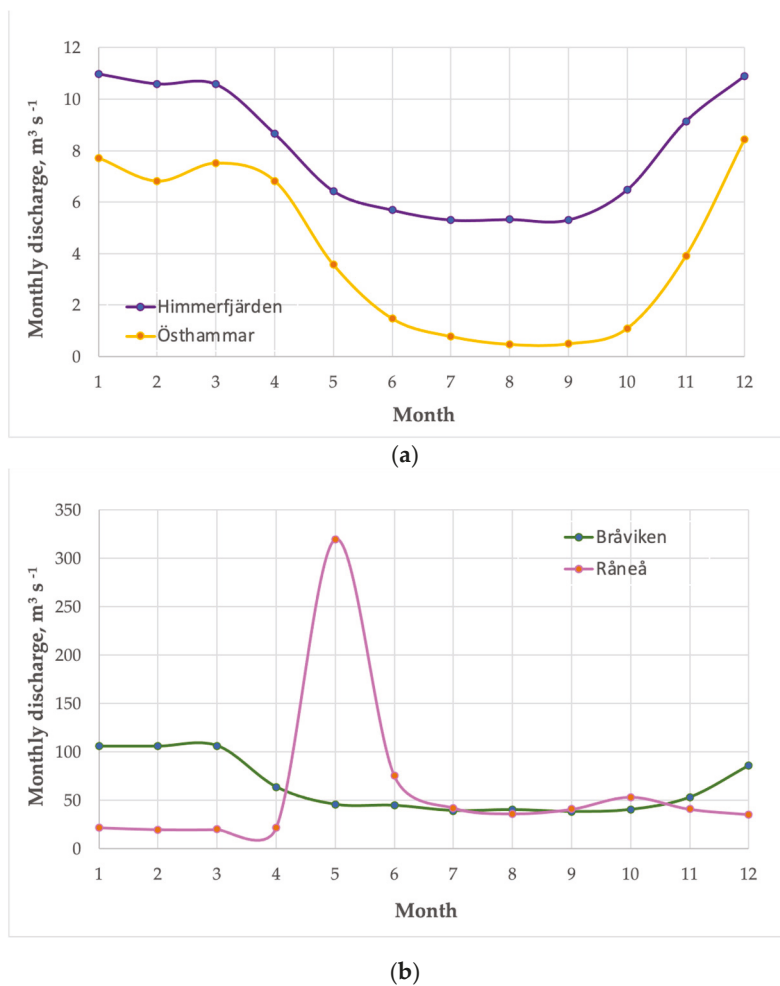 12
10
8
6
4
2
0
Monthly discharge, m³ s ⁻¹
Himmerfjärden
Östhammar
1 2 3 4 5 6 7 8 9 10 11 12
Month
(a)
350
300
250
200
150
100
50
0
Monthly discharge, m³ s ⁻¹
Bråviken
Råneå
1 2 3 4 5 6 7 8 9 10 11 12
Month
(b)